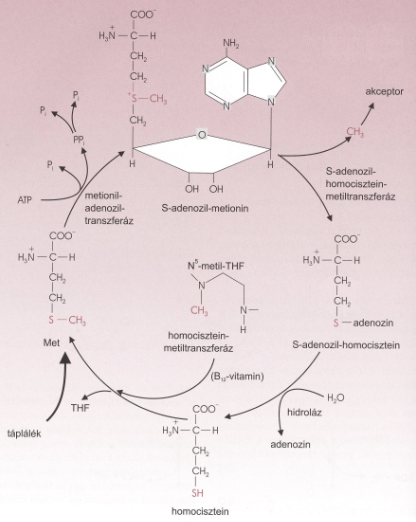 COO⁻
H₃N⁺—C—H
CH₂
CH₂
⁺S—CH₃
CH₂
H
O
H
OH OH
NH₂
N
N
N
N
S-adenozil-metionin
akceptor
CH₃
S-adenozil-
homocisztein-
metiltranszferáz
Pᵢ
Pᵢ
PPᵢ
Pᵢ
ATP
metionil-
adenozil-
transzferáz
COO⁻
H₃N⁺—C—H
CH₂
CH₂
S—CH₃
Met
COO⁻
H₃N⁺—C—H
CH₂
CH₂
S—adenozin
S-adenozil-homocisztein
N⁵-metil-THF
N
CH₃
N—
H
homocisztein-
metiltranszferáz
(B₁₂-vitamin)
THF
táplálék
H₂O
hidroláz
adenozin
COO⁻
H₃N⁺—C—H
CH₂
CH₂
SH
homocisztein